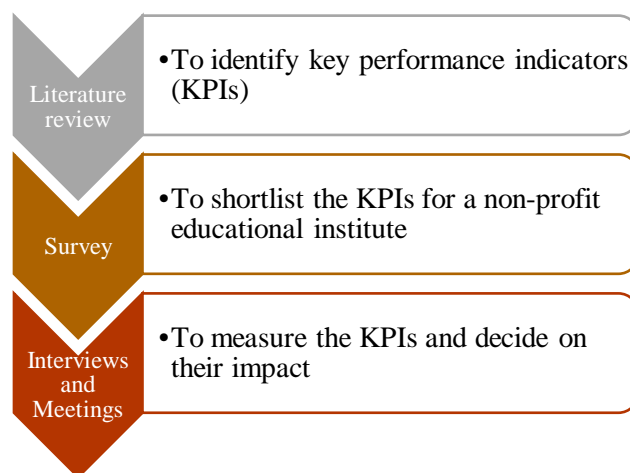 Literature
review
•To identify key performance indicators
(KPIs)
Survey
•To shortlist the KPIs for a non-profit
educational institute
Interviews
and
Meetings
•To measure the KPIs and decide on
their impact